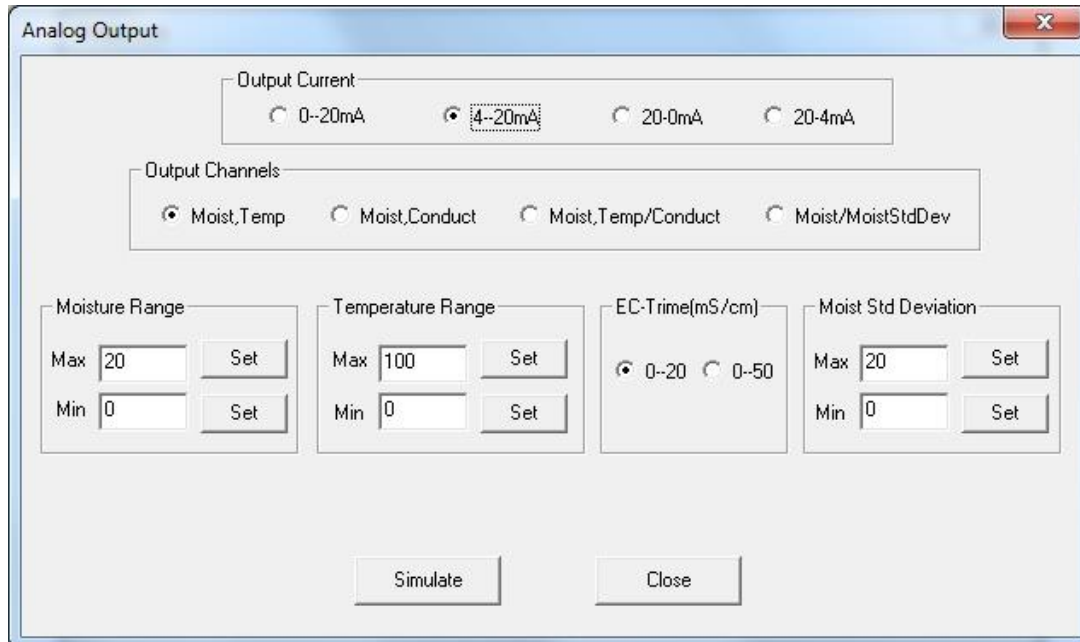 Analog Output
Output Current
0--20mA 4--20mA 20-0mA 20-4mA
Output Channels
Moist,Temp Moist,Conduct Moist,Temp/Conduct Moist/MoistStdDev
Moisture Range
Max 20 Set
Min 0 Set
Temperature Range
Max 100 Set
Min 0 Set
EC-Trime(mS/cm)
0--20 0--50
Moist Std Deviation
Max 20 Set
Min 0 Set
Simulate Close